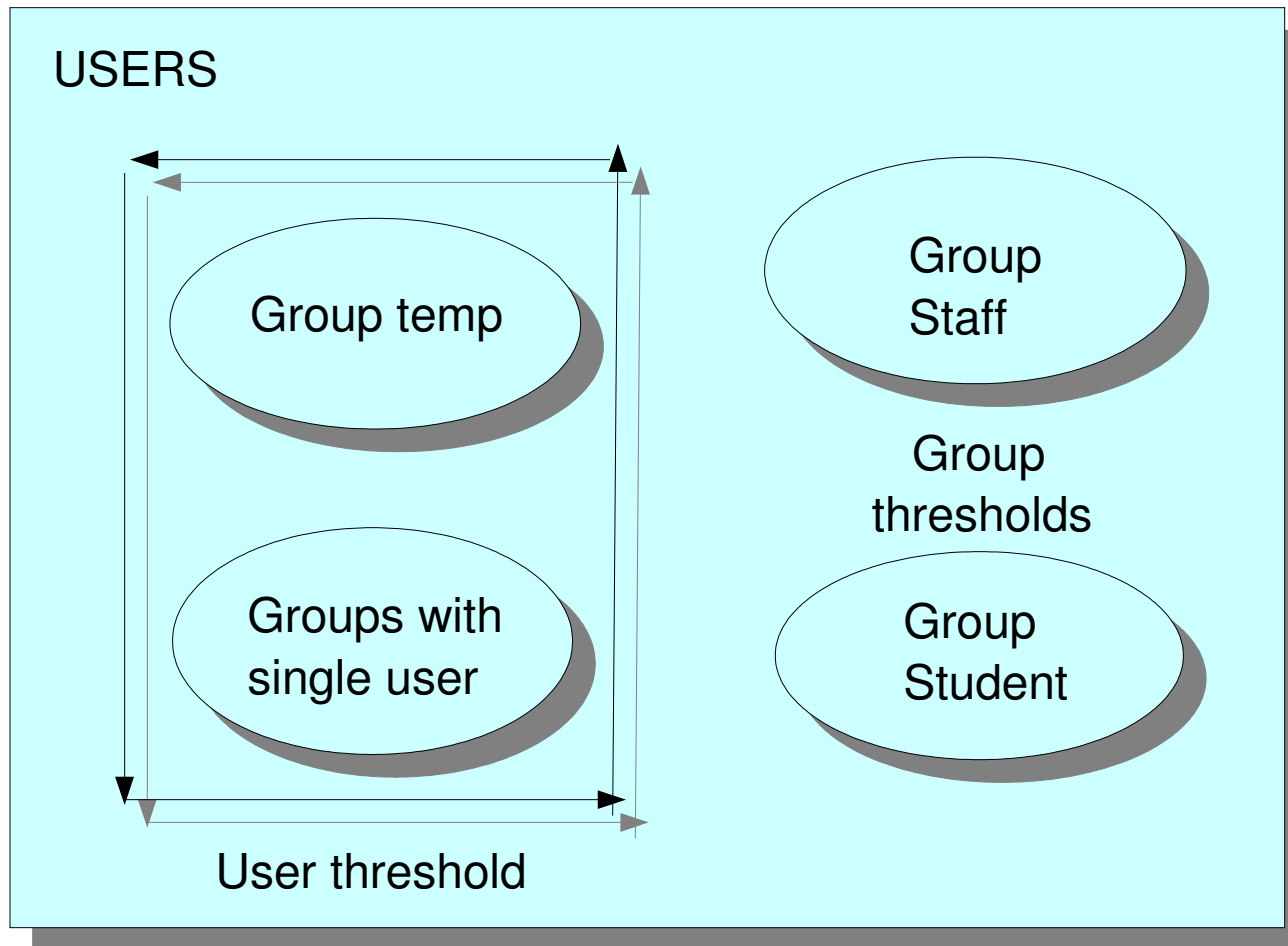 USERS
Group temp
Groups with
single user
User threshold
Group
Staff
Group
thresholds
Group
Student